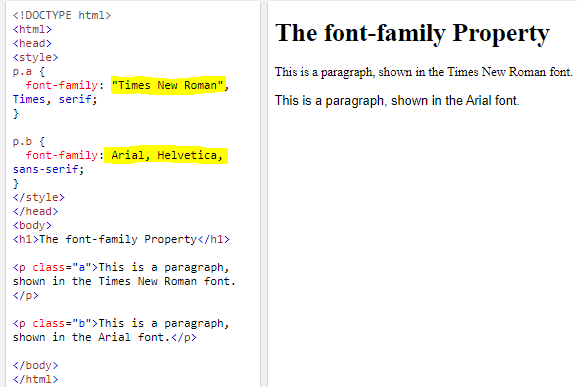 <!DOCTYPE html>
<html>
<head>
<style>
p.a {
  font-family: "Times New Roman",
Times, serif;
}

p.b {
  font-family: Arial, Helvetica,
sans-serif;
}
</style>
</head>
<body>
<h1>The font-family Property</h1>

<p class="a">This is a paragraph,
shown in the Times New Roman font.
</p>

<p class="b">This is a paragraph,
shown in the Arial font.</p>

</body>
</html>
The font-family Property
This is a paragraph, shown in the Times New Roman font.
This is a paragraph, shown in the Arial font.